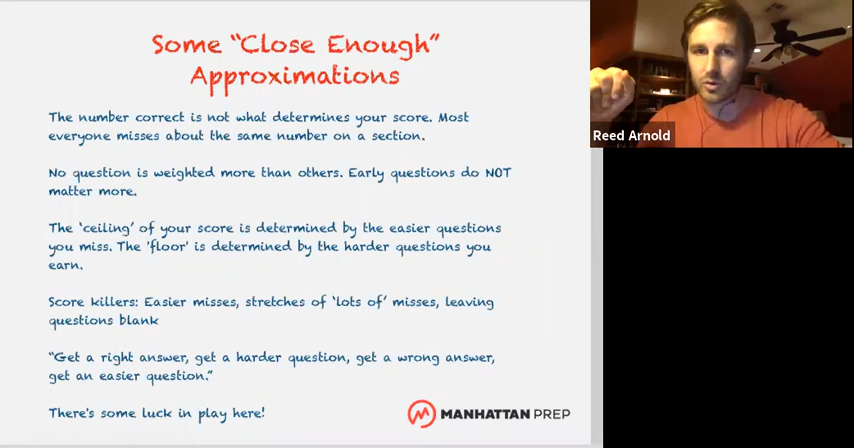 Some “Close Enough”
Approximations
The number correct is not what determines your score. Most
everyone misses about the same number on a section.
No question is weighted more than others. Early questions do NOT
matter more.
The ‘ceiling’ of your score is determined by the easier questions
you miss. The 'floor' is determined by the harder questions you
earn.
Score killers: Easier misses, stretches of ‘lots of’ misses, leaving
questions blank
“Get a right answer, get a harder question, get a wrong answer,
get an easier question.”
There's some luck in play here!
MANHATTAN PREP
Reed Arnold